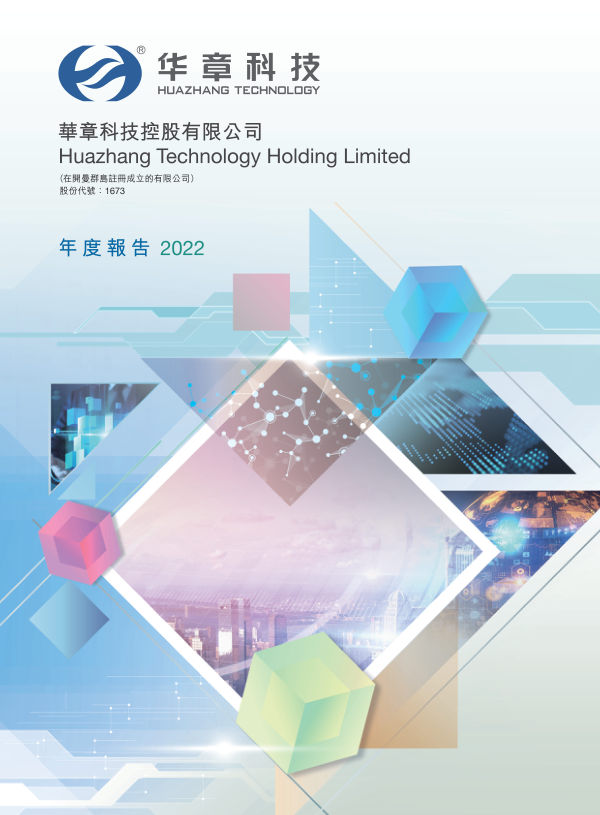 ®
华章科技
HUAZHANG TECHNOLOGY
華章科技控股有限公司
Huazhang Technology Holding Limited
(在開曼群島註冊成立的有限公司)
股份代號：1673
年度報告 2022